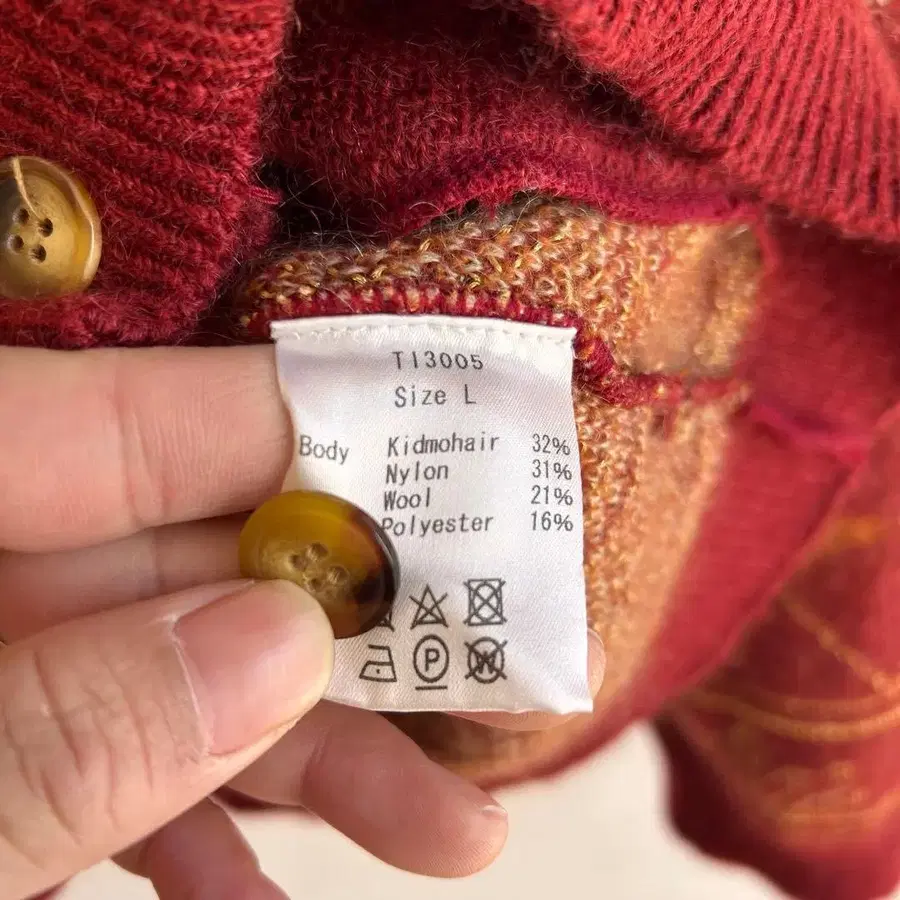 TI3005
Size L
Body Kidmohair 32%
Nylon 31%
Wool 21%
Polyester 16%
P
W